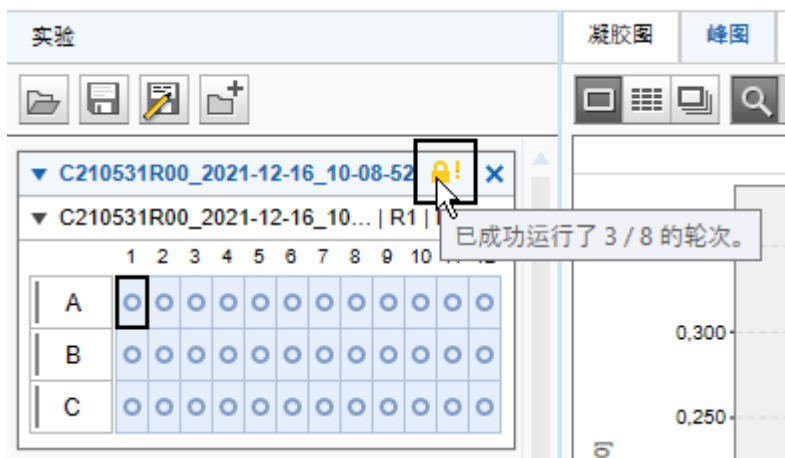 实验
凝胶图 峰图
C210531R00_2021-12-16_10-08-52
C210531R00_2021-12-16_10... | R1 |
已成功运行了 3 / 8 的轮次。
1 2 3 4 5 6 7 8 9 10
A
B
C
0,300
0,250